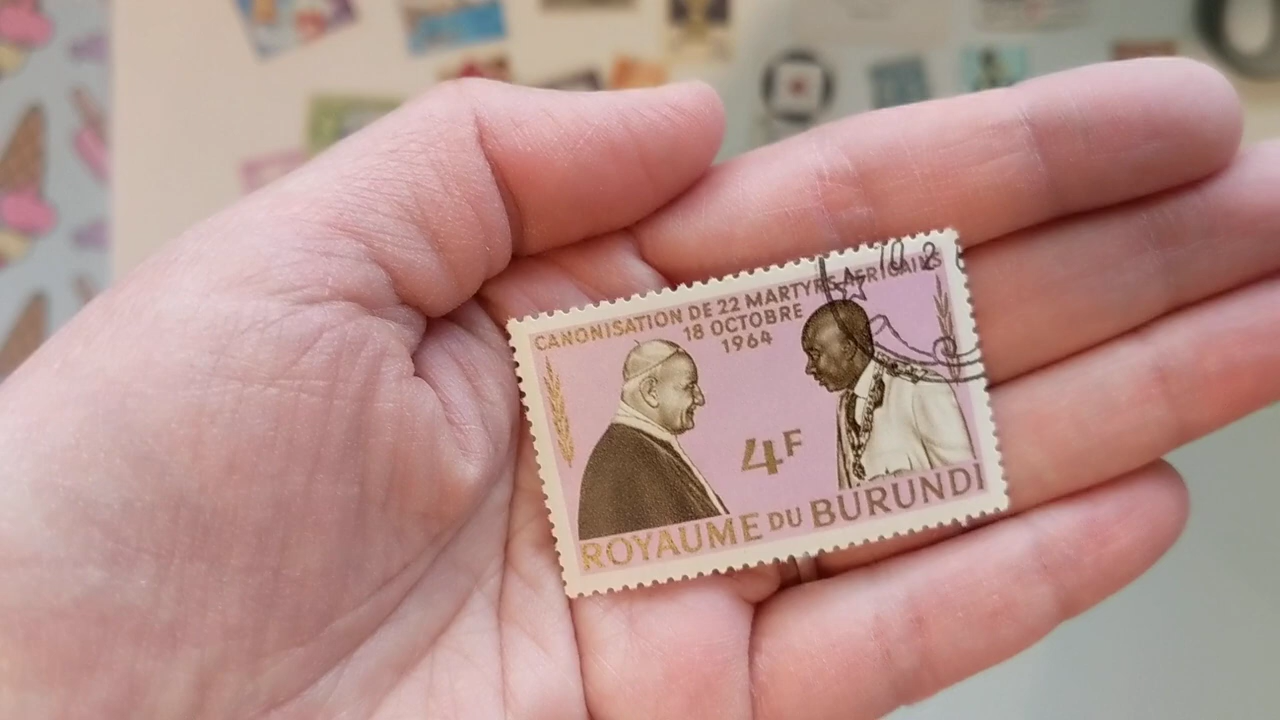 CANONISATION DE 22 MARTYRS AFRICAINS
18 OCTOBRE
1964
4F
ROYAUME DU BURUNDI